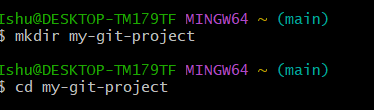 Ishu@DESKTOP-TM179TF MINGW64 ~ (main)
$ mkdir my-git-project
Ishu@DESKTOP-TM179TF MINGW64 ~ (main)
$ cd my-git-project